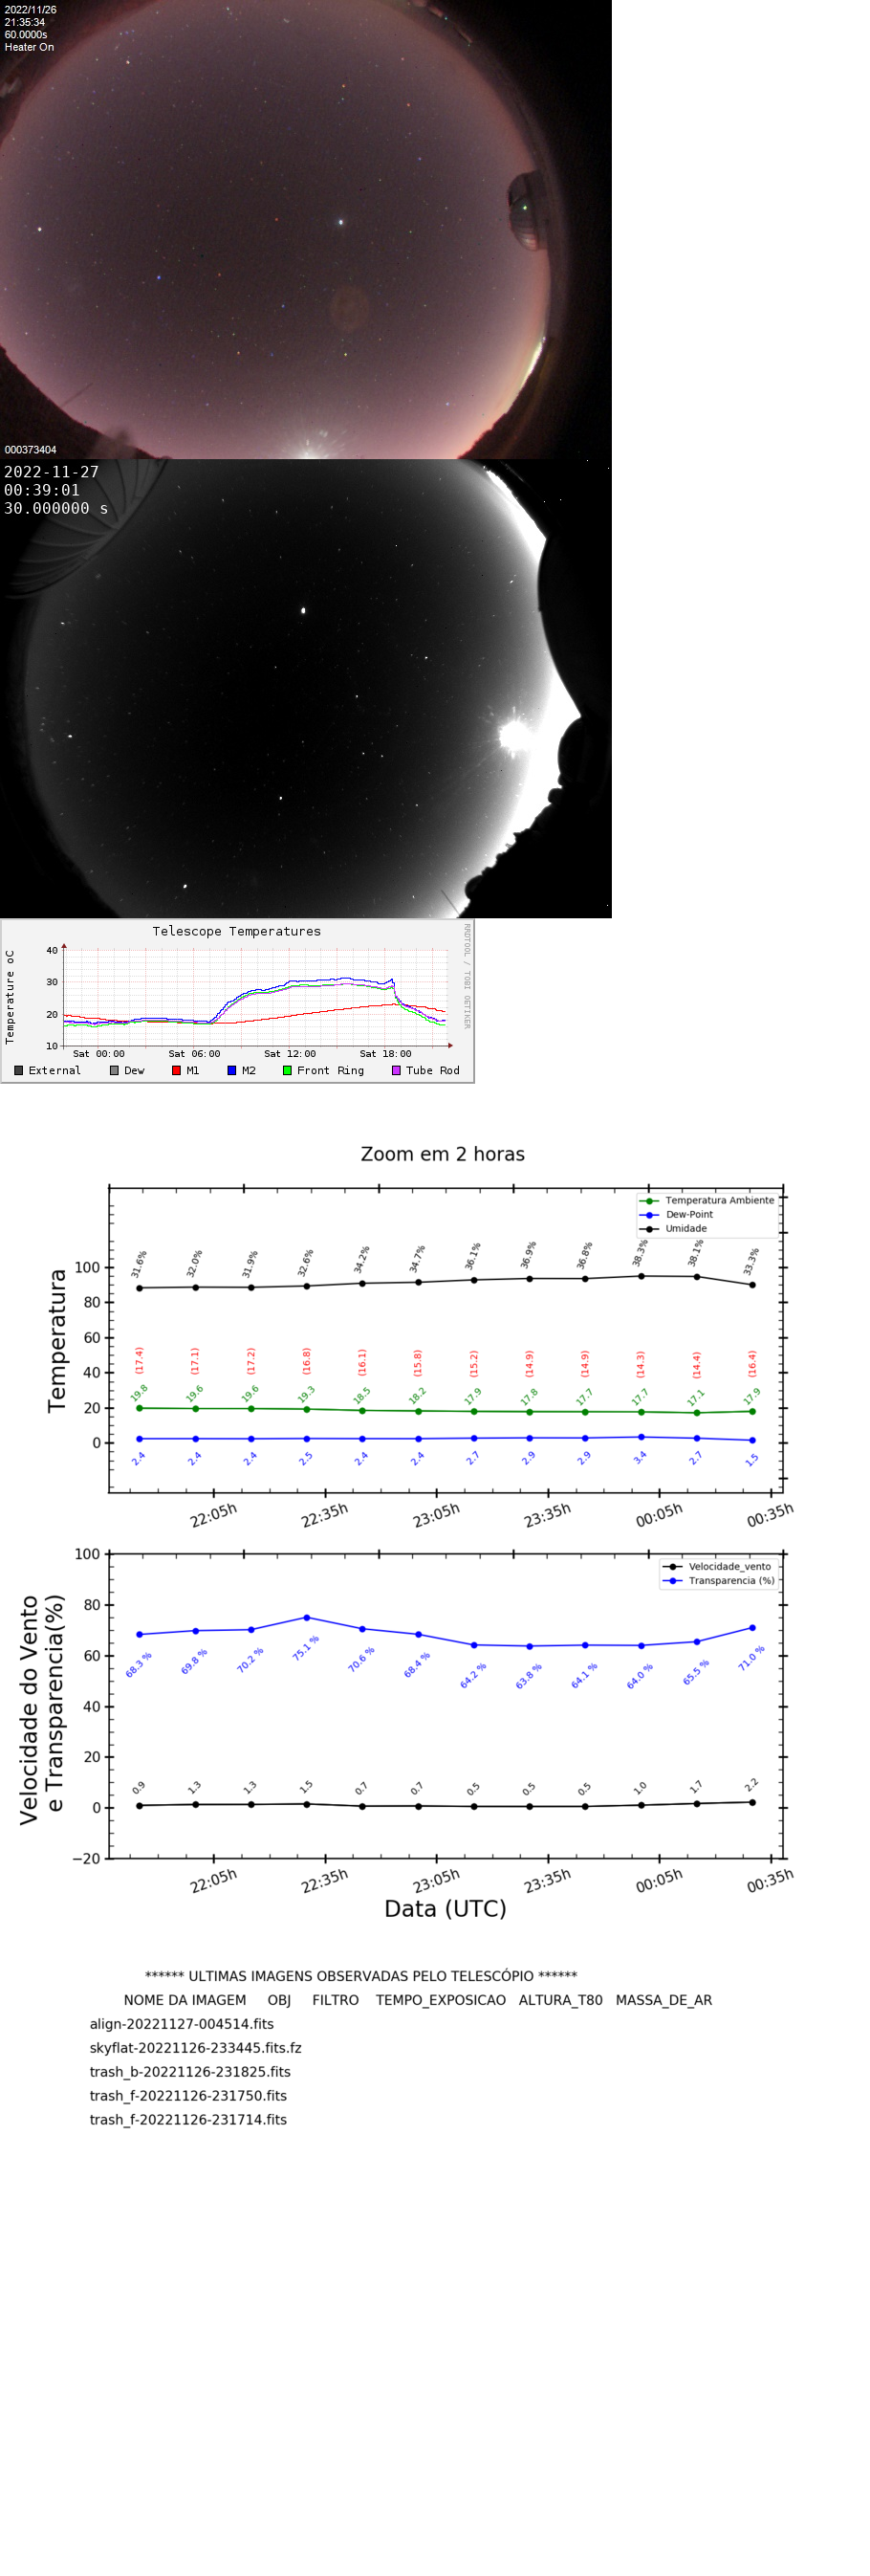 2022/11/26
21:35:34
60.0000s
Heater On
000373404
2022-11-27
00:39:01
30.000000 s
Telescope Temperatures
RRDTOOL / TOBI OETIKER
Temperature oC
40
30
20
10
Sat 00:00 Sat 06:00 Sat 12:00 Sat 18:00
External Dew M1 M2 Front Ring Tube Rod
Zoom em 2 horas
Temperatura Ambiente
Dew-Point
Umidade
Temperatura
100
80
60
40
20
0
31.6% 32.0% 31.9% 32.6% 34.2% 34.7% 36.1% 36.9% 36.8% 38.3% 38.1% 33.3%
(17.4) (17.1) (17.2) (16.8) (16.1) (15.8) (15.2) (14.9) (14.9) (14.3) (14.4) (16.4)
19.8 19.6 19.6 19.3 18.5 18.2 17.9 17.8 17.7 17.7 17.1 17.9
2.4 2.4 2.4 2.5 2.4 2.4 2.7 2.9 2.9 3.4 2.7 1.5
22:05h 22:35h 23:05h 23:35h 00:05h 00:35h
Velocidade_vento
Transparencia (%)
Velocidade do Vento
e Transparencia(%)
100
80
60
40
20
0
−20
68.3 % 69.8 % 70.2 % 75.1 % 70.6 % 68.4 % 64.2 % 63.8 % 64.1 % 64.0 % 65.5 % 71.0 %
0.9 1.3 1.3 1.5 0.7 0.7 0.5 0.5 0.5 1.0 1.7 2.2
22:05h 22:35h 23:05h 23:35h 00:05h 00:35h
Data (UTC)
****** ULTIMAS IMAGENS OBSERVADAS PELO TELESCÓPIO ******
NOME DA IMAGEM OBJ FILTRO TEMPO_EXPOSICAO ALTURA_T80 MASSA_DE_AR
align-20221127-004514.fits
skyflat-20221126-233445.fits.fz
trash_b-20221126-231825.fits
trash_f-20221126-231750.fits
trash_f-20221126-231714.fits